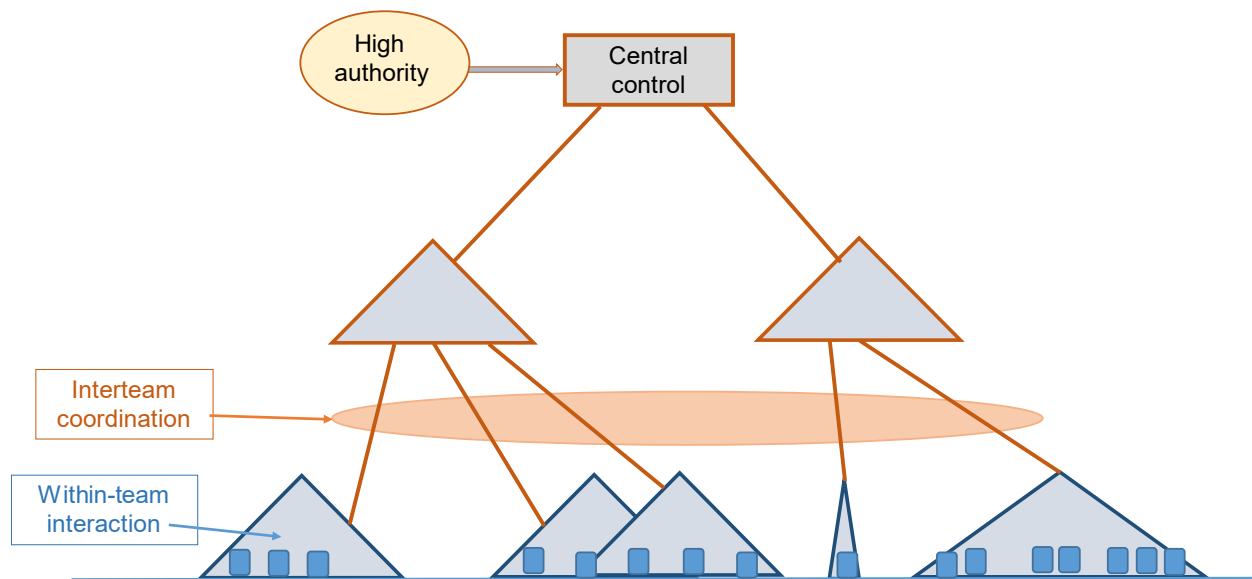 High
authority
Central
control
Interteam
coordination
Within-team
interaction